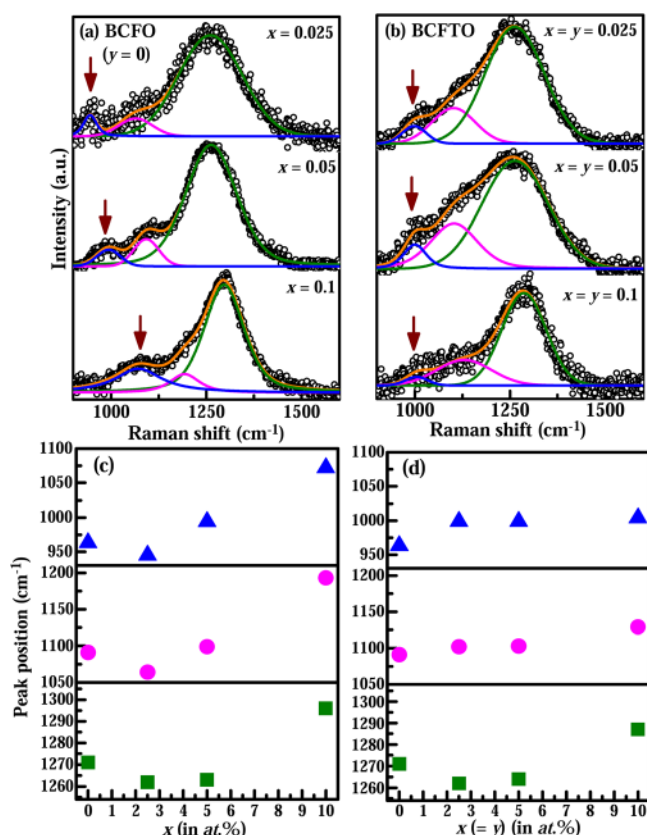 (a) BCFO
(y = 0)
x = 0.025
x = 0.05
x = 0.1
(b) BCFTO
x = y = 0.025
x = y = 0.05
x = y = 0.1
Intensity (a.u.)
1000 1250 1500
Raman shift (cm-1)
1000 1250 1500
Raman shift (cm-1)
Peak position (cm-1)
(c)
1100
1050
1000
950
1200
1150
1100
1050
1300
1290
1280
1270
1260
0 1 2 3 4 5 6 7 8 9 10
x (in at.%)
(d)
1100
1050
1000
950
1200
1150
1100
1050
1300
1290
1280
1270
1260
0 1 2 3 4 5 6 7 8 9 10
x (= y) (in at.%)